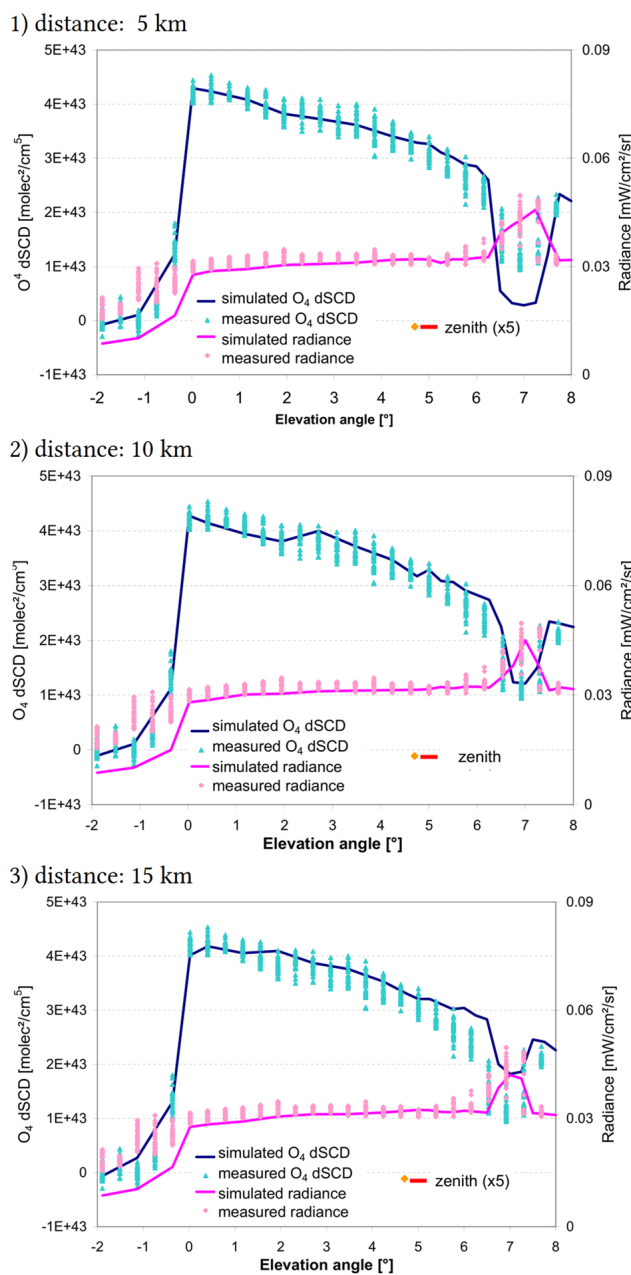 1) distance: 5 km
5E+43
4E+43
3E+43
2E+43
1E+43
0
-1E+43
O⁴ dSCD [molec²/cm⁵]
0.09
0.06
0.03
0
Radiance [mW/cm²/sr]
simulated O₄ dSCD
measured O₄ dSCD
simulated radiance
measured radiance
zenith (x5)
-2 -1 0 1 2 3 4 5 6 7 8
Elevation angle [°]
2) distance: 10 km
5E+43
4E+43
3E+43
2E+43
1E+43
0
-1E+43
O₄ dSCD [molec²/cm⁵]
0.09
0.06
0.03
0
Radiance [mW/cm²/sr]
simulated O₄ dSCD
measured O₄ dSCD
simulated radiance
measured radiance
zenith
-2 -1 0 1 2 3 4 5 6 7 8
Elevation angle [°]
3) distance: 15 km
5E+43
4E+43
3E+43
2E+43
1E+43
0
-1E+43
O₄ dSCD [molec²/cm⁵]
0.09
0.06
0.03
0
Radiance [mW/cm²/sr]
simulated O₄ dSCD
measured O₄ dSCD
simulated radiance
measured radiance
zenith (x5)
-2 -1 0 1 2 3 4 5 6 7 8
Elevation angle [°]